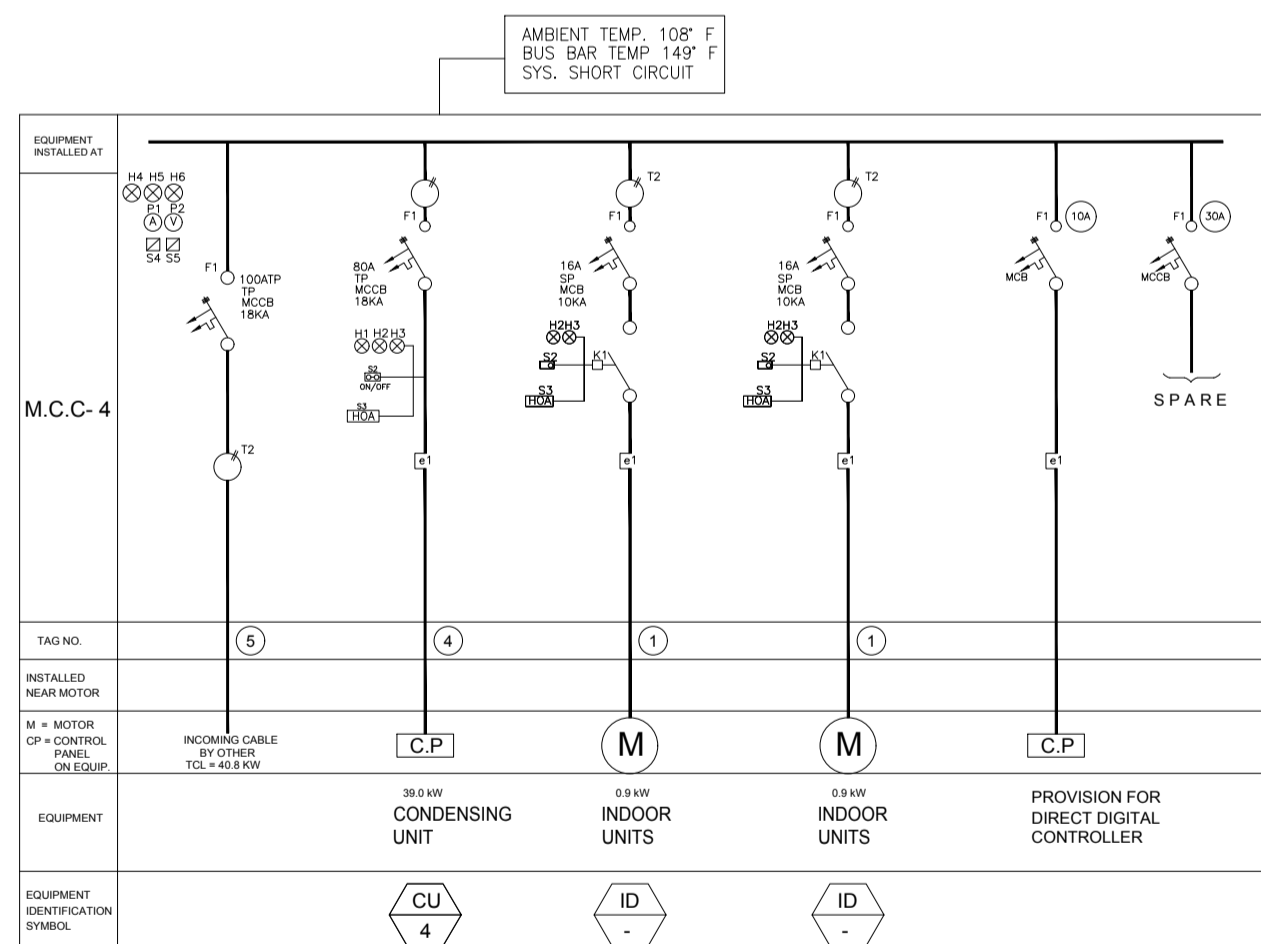 AMBIENT TEMP. 108° F
BUS BAR TEMP 149° F
SYS. SHORT CIRCUIT
EQUIPMENT
INSTALLED AT
H4 H5 H6
P1 P2
A V
S4 S5
M.C.C- 4
F1
100ATP
TP
MCCB
18KA
T2
F1
80A
TP
MCCB
18KA
H1 H2 H3
S2
ON/OFF
S3
HOA
e1
T2
F1
16A
SP
MCB
10KA
H2H3
S2
K1
S3
HOA
e1
T2
F1
16A
SP
MCB
10KA
H2H3
S2
K1
S3
HOA
e1
F1
10A
MCB
e1
F1
30A
MCCB
SPARE
TAG NO.
5
4
1
1
INSTALLED
NEAR MOTOR
M = MOTOR
CP = CONTROL
PANEL
ON EQUIP.
INCOMING CABLE
BY OTHER
TCL = 40.8 KW
C.P
M
M
C.P
EQUIPMENT
39.0 kW
CONDENSING
UNIT
0.9 kW
INDOOR
UNITS
0.9 kW
INDOOR
UNITS
PROVISION FOR
DIRECT DIGITAL
CONTROLLER
EQUIPMENT
IDENTIFICATION
SYMBOL
CU
4
ID
-
ID
-